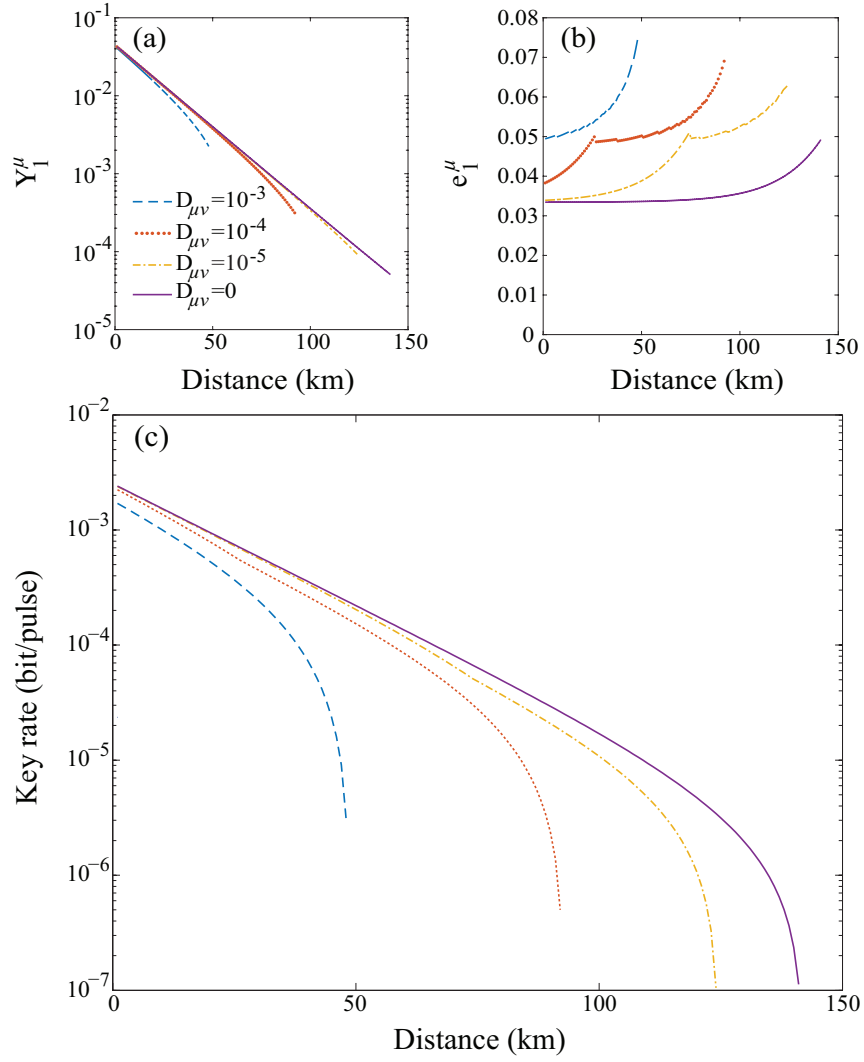 (a)
Y₁^μ
10⁻¹
10⁻²
10⁻³
10⁻⁴
10⁻⁵
D_μν=10⁻³
D_μν=10⁻⁴
D_μν=10⁻⁵
D_μν=0
0 50 100 150
Distance (km)
(b)
e₁^μ
0.08
0.07
0.06
0.05
0.04
0.03
0.02
0.01
0
0 50 100 150
Distance (km)
(c)
Key rate (bit/pulse)
10⁻²
10⁻³
10⁻⁴
10⁻⁵
10⁻⁶
10⁻⁷
0 50 100 150
Distance (km)